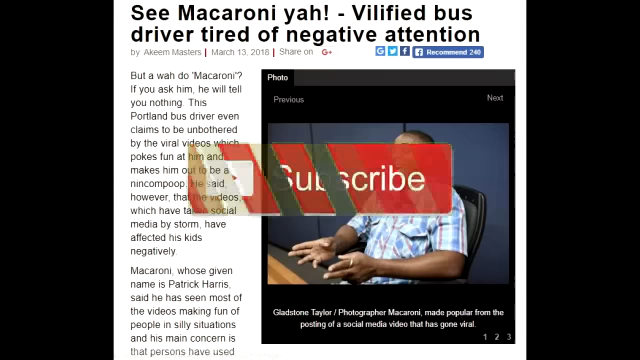 See Macaroni yah! - Vilified bus
driver tired of negative attention
by Akeem Masters | March 13, 2018 | Share on G+
Recommend 240
But a wah do 'Macaroni'?
If you ask him, he will tell
you nothing. This
Portland bus driver even
claims to be unbothered
by the viral videos which
pokes fun at him and
makes him out to be a
nincompoop. He said,
however, that the videos,
which have taken social
media by storm, have
affected his kids
negatively.
Macaroni, whose given
name is Patrick Harris,
said he has seen most of
the videos making fun of
people in silly situations
and his main concern is
that persons have used
Photo
Previous
Next
Subscribe
Gladstone Taylor / Photographer Macaroni, made popular from the
posting of a social media video that has gone viral.
1 2 3